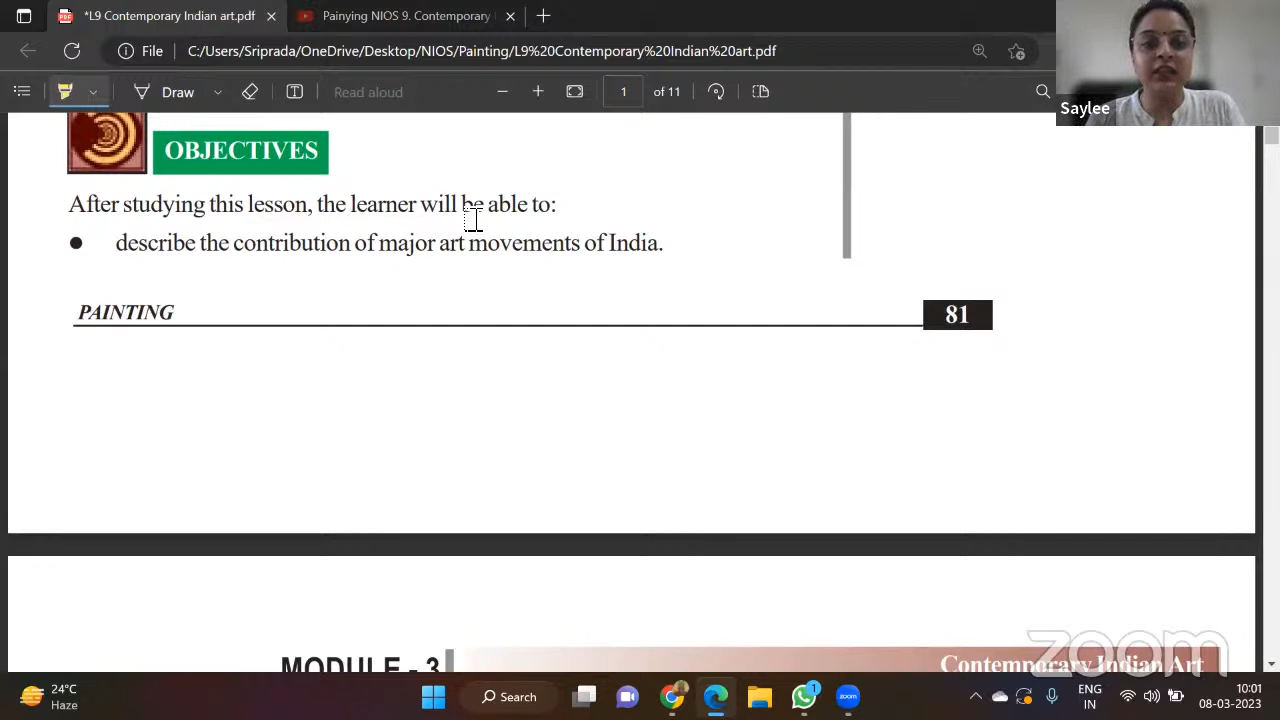 *L9 Contemporary Indian art.pdf
Painying NIOS 9. Contemporary
File
C:/Users/Sriprada/OneDrive/Desktop/NIOS/Painting/L9%20Contemporary%20Indian%20art.pdf
Draw
Read aloud
1
of 11
Saylee
OBJECTIVES
After studying this lesson, the learner will be able to:
describe the contribution of major art movements of India.
PAINTING
81
MODULE - 3
Contemporary Indian Art
zoom
24°C
Haze
Search
1
zoom
ENG
IN
10:01
08-03-2023